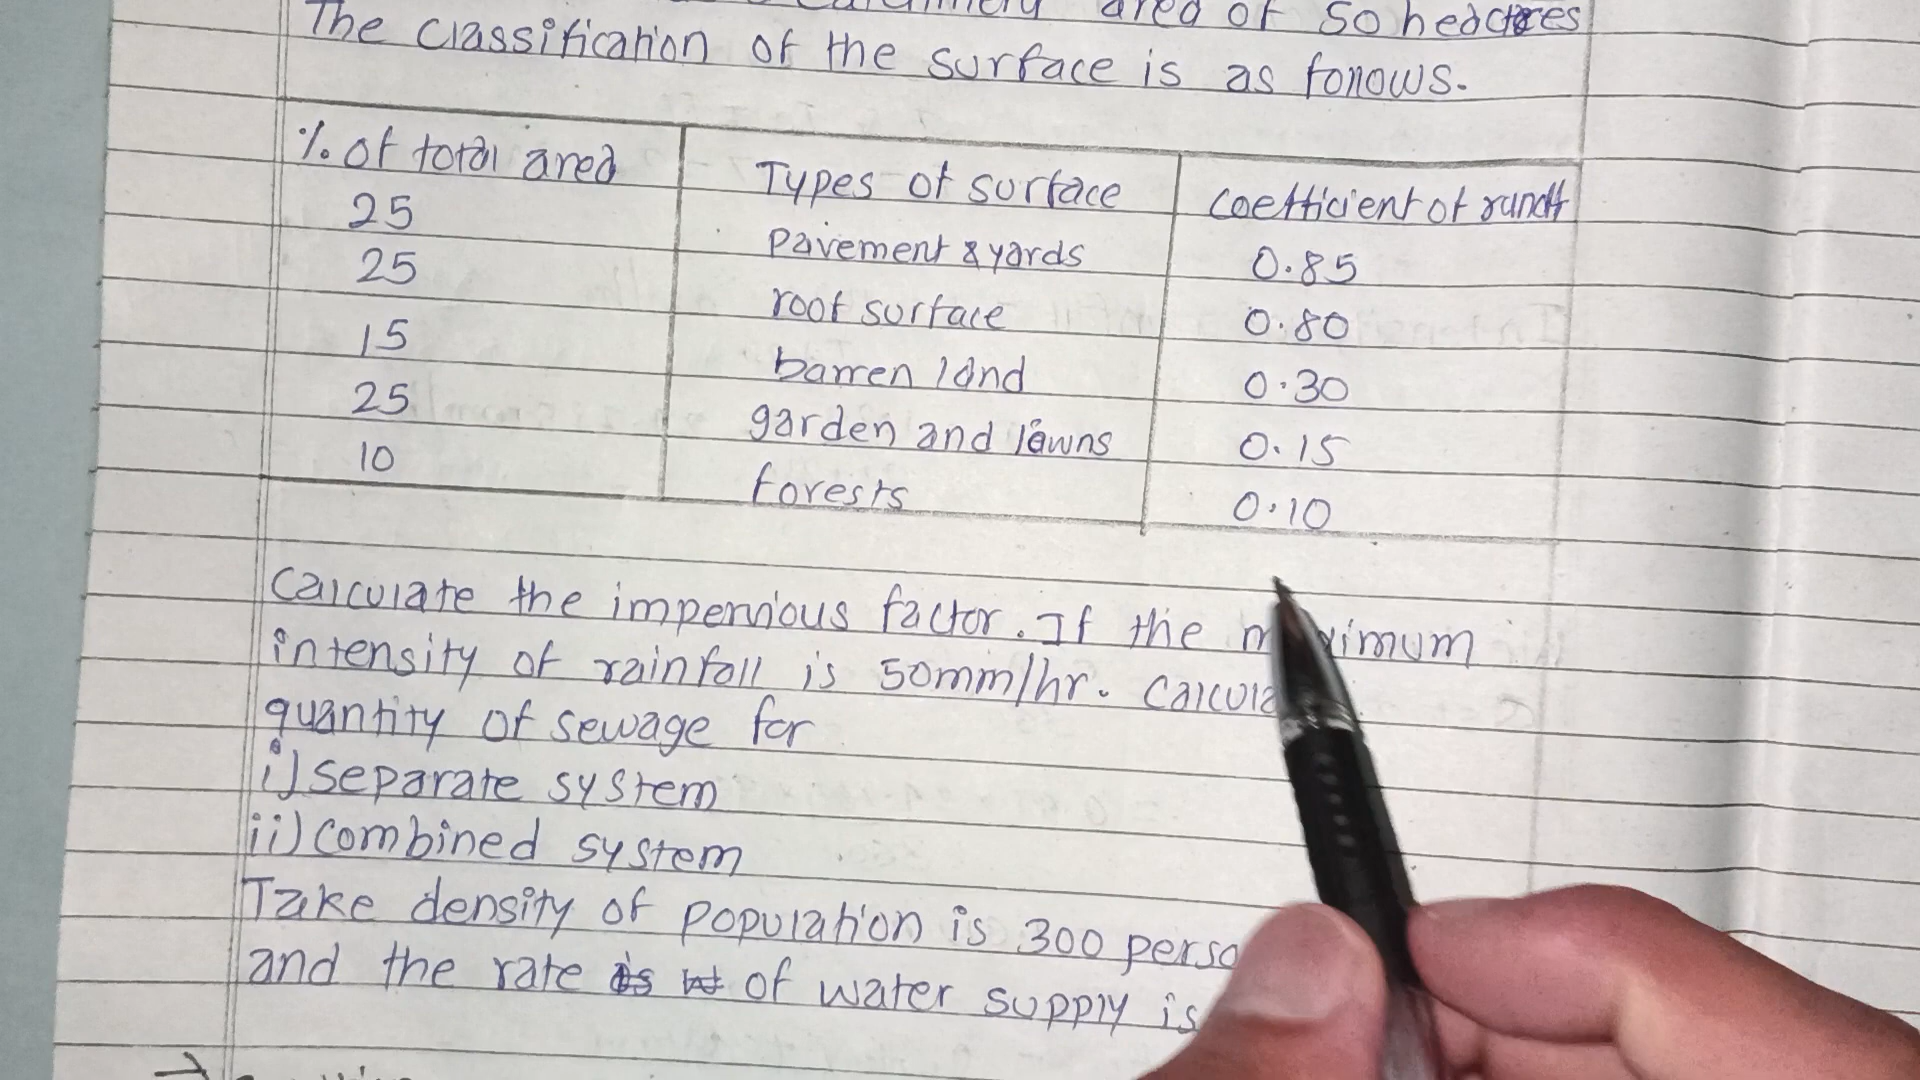 area of 50 hectares
The classification of the surface is as follows.
% of total area Types of surface coefficient of runoff
25 pavement & yards 0.85
25 roof surface 0.80
15 barren land 0.30
25 garden and lawns 0.15
10 forests 0.10
calculate the impervious factor. If the maximum
intensity of rainfall is 50mm/hr. calcula
quantity of sewage for
i) separate system
ii) combined system
Take density of population is 300 perso
and the rate of water supply is